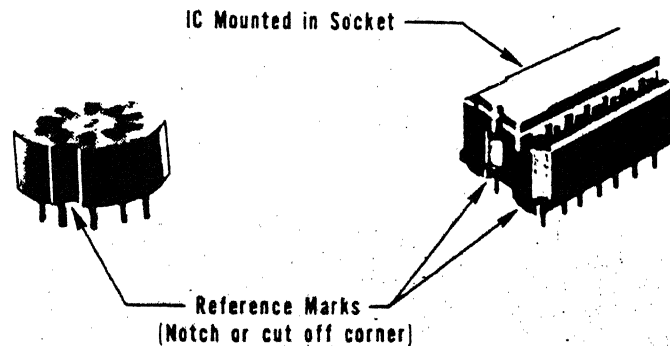 IC Mounted in Socket
Reference Marks
(Notch or cut off corner)